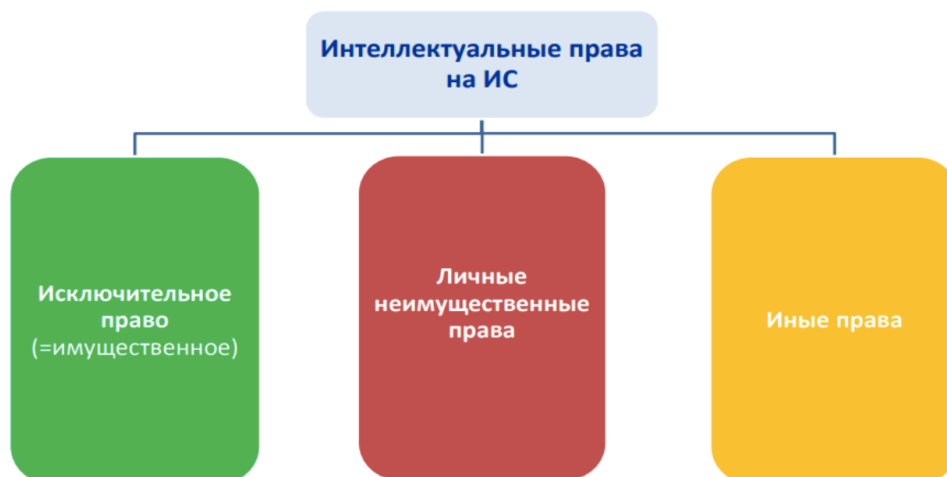 Интеллектуальные права
на ИС
Исключительное
право
(=имущественное)
Личные
неимущественные
права
Иные права